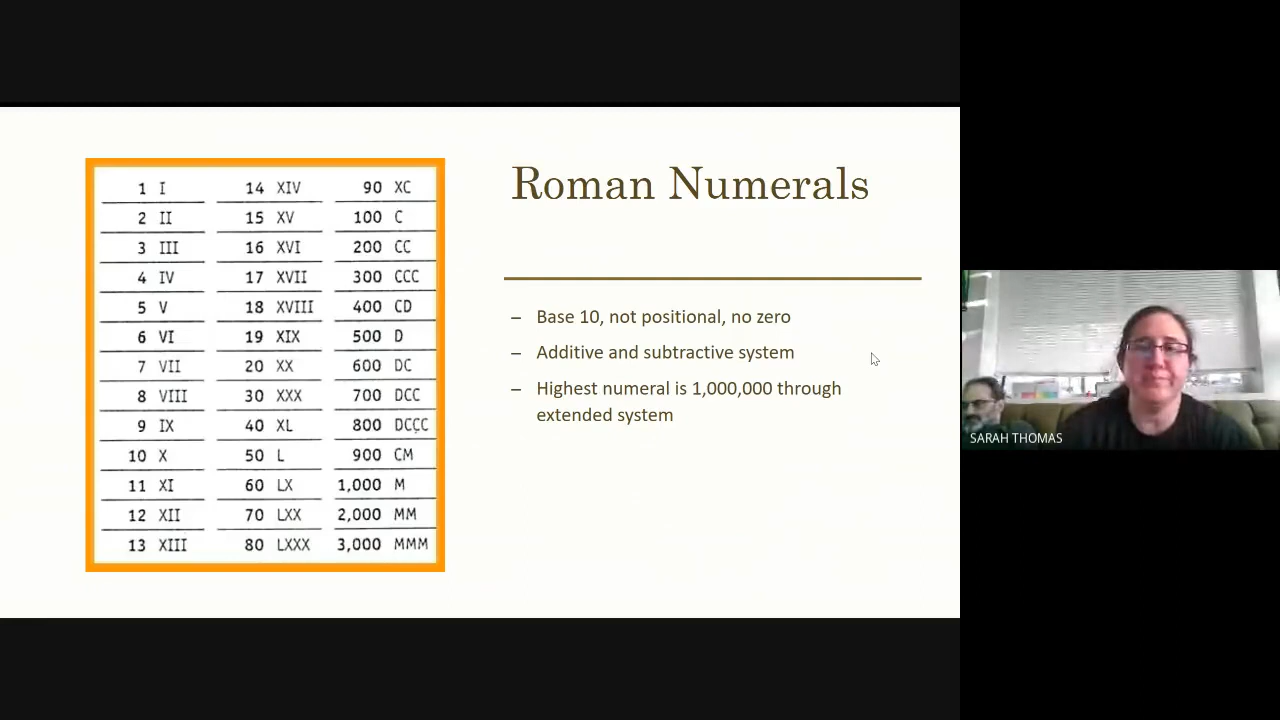 1 I
2 II
3 III
4 IV
5 V
6 VI
7 VII
8 VIII
9 IX
10 X
11 XI
12 XII
13 XIII
14 XIV
15 XV
16 XVI
17 XVII
18 XVIII
19 XIX
20 XX
30 XXX
40 XL
50 L
60 LX
70 LXX
80 LXXX
90 XC
100 C
200 CC
300 CCC
400 CD
500 D
600 DC
700 DCC
800 DCCC
900 CM
1,000 M
2,000 MM
3,000 MMM
Roman Numerals
– Base 10, not positional, no zero
– Additive and subtractive system
– Highest numeral is 1,000,000 through
extended system
SARAH THOMAS